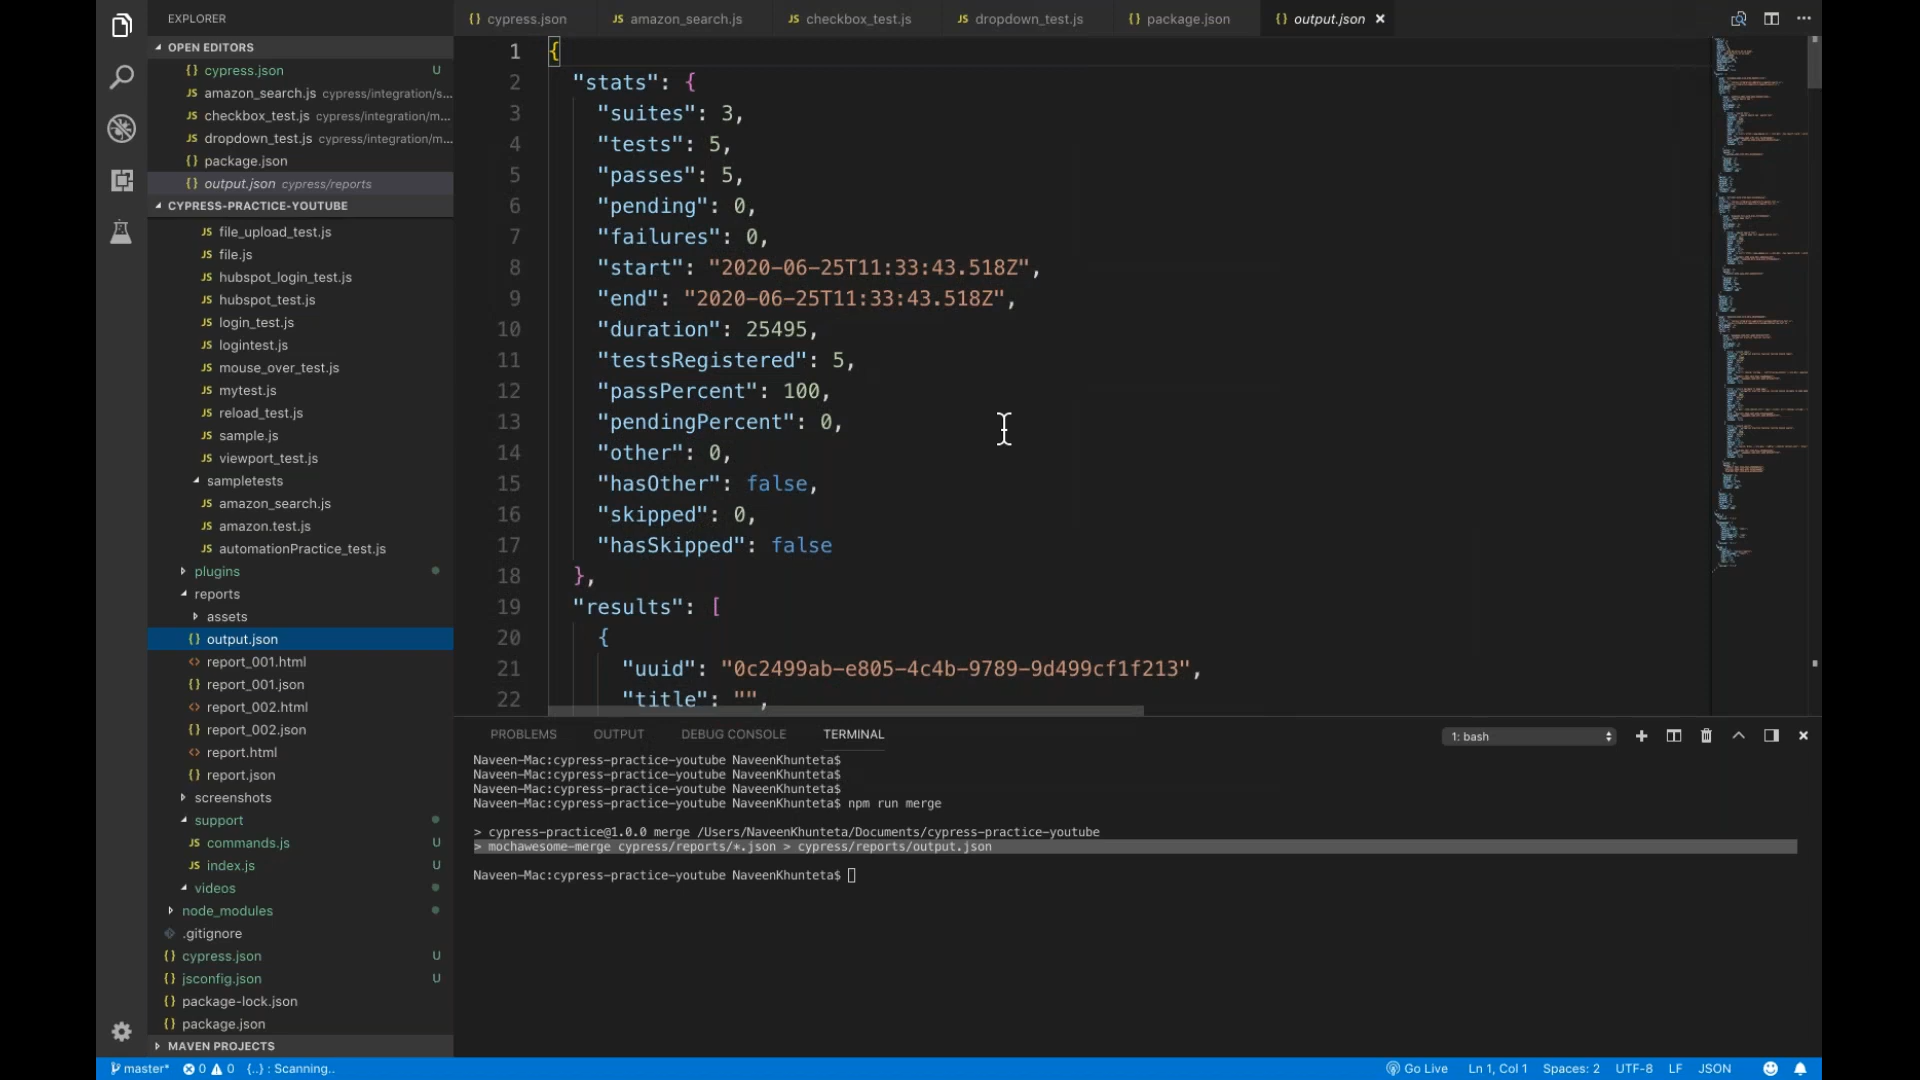 EXPLORER
OPEN EDITORS
{} cypress.json U
JS amazon_search.js cypress/integration/s...
JS checkbox_test.js cypress/integration/m...
JS dropdown_test.js cypress/integration/m...
{} package.json
{} output.json cypress/reports
CYPRESS-PRACTICE-YOUTUBE
JS file_upload_test.js
JS file.js
JS hubspot_login_test.js
JS hubspot_test.js
JS login_test.js
JS logintest.js
JS mouse_over_test.js
JS mytest.js
JS reload_test.js
JS sample.js
JS viewport_test.js
sampletests
JS amazon_search.js
JS amazon.test.js
JS automationPractice_test.js
plugins
reports
assets
{} output.json
<> report_001.html
{} report_001.json
<> report_002.html
{} report_002.json
<> report.html
{} report.json
screenshots
support
JS commands.js U
JS index.js U
videos
node_modules
.gitignore
{} cypress.json U
{} jsconfig.json U
{} package-lock.json
{} package.json
MAVEN PROJECTS
{} cypress.json JS amazon_search.js JS checkbox_test.js JS dropdown_test.js {} package.json {} output.json ×
1 {
2 "stats": {
3 "suites": 3,
4 "tests": 5,
5 "passes": 5,
6 "pending": 0,
7 "failures": 0,
8 "start": "2020-06-25T11:33:43.518Z",
9 "end": "2020-06-25T11:33:43.518Z",
10 "duration": 25495,
11 "testsRegistered": 5,
12 "passPercent": 100,
13 "pendingPercent": 0,
14 "other": 0,
15 "hasOther": false,
16 "skipped": 0,
17 "hasSkipped": false
18 },
19 "results": [
20 {
21 "uuid": "0c2499ab-e805-4c4b-9789-9d499cf1f213",
22 "title": "",
PROBLEMS OUTPUT DEBUG CONSOLE TERMINAL 1: bash
Naveen-Mac:cypress-practice-youtube NaveenKhunteta$
Naveen-Mac:cypress-practice-youtube NaveenKhunteta$
Naveen-Mac:cypress-practice-youtube NaveenKhunteta$
Naveen-Mac:cypress-practice-youtube NaveenKhunteta$ npm run merge
> cypress-practice@1.0.0 merge /Users/NaveenKhunteta/Documents/cypress-practice-youtube
> mochawesome-merge cypress/reports/*.json > cypress/reports/output.json
Naveen-Mac:cypress-practice-youtube NaveenKhunteta$
master* 0 0 {..} : Scanning.. Go Live Ln 1, Col 1 Spaces: 2 UTF-8 LF JSON